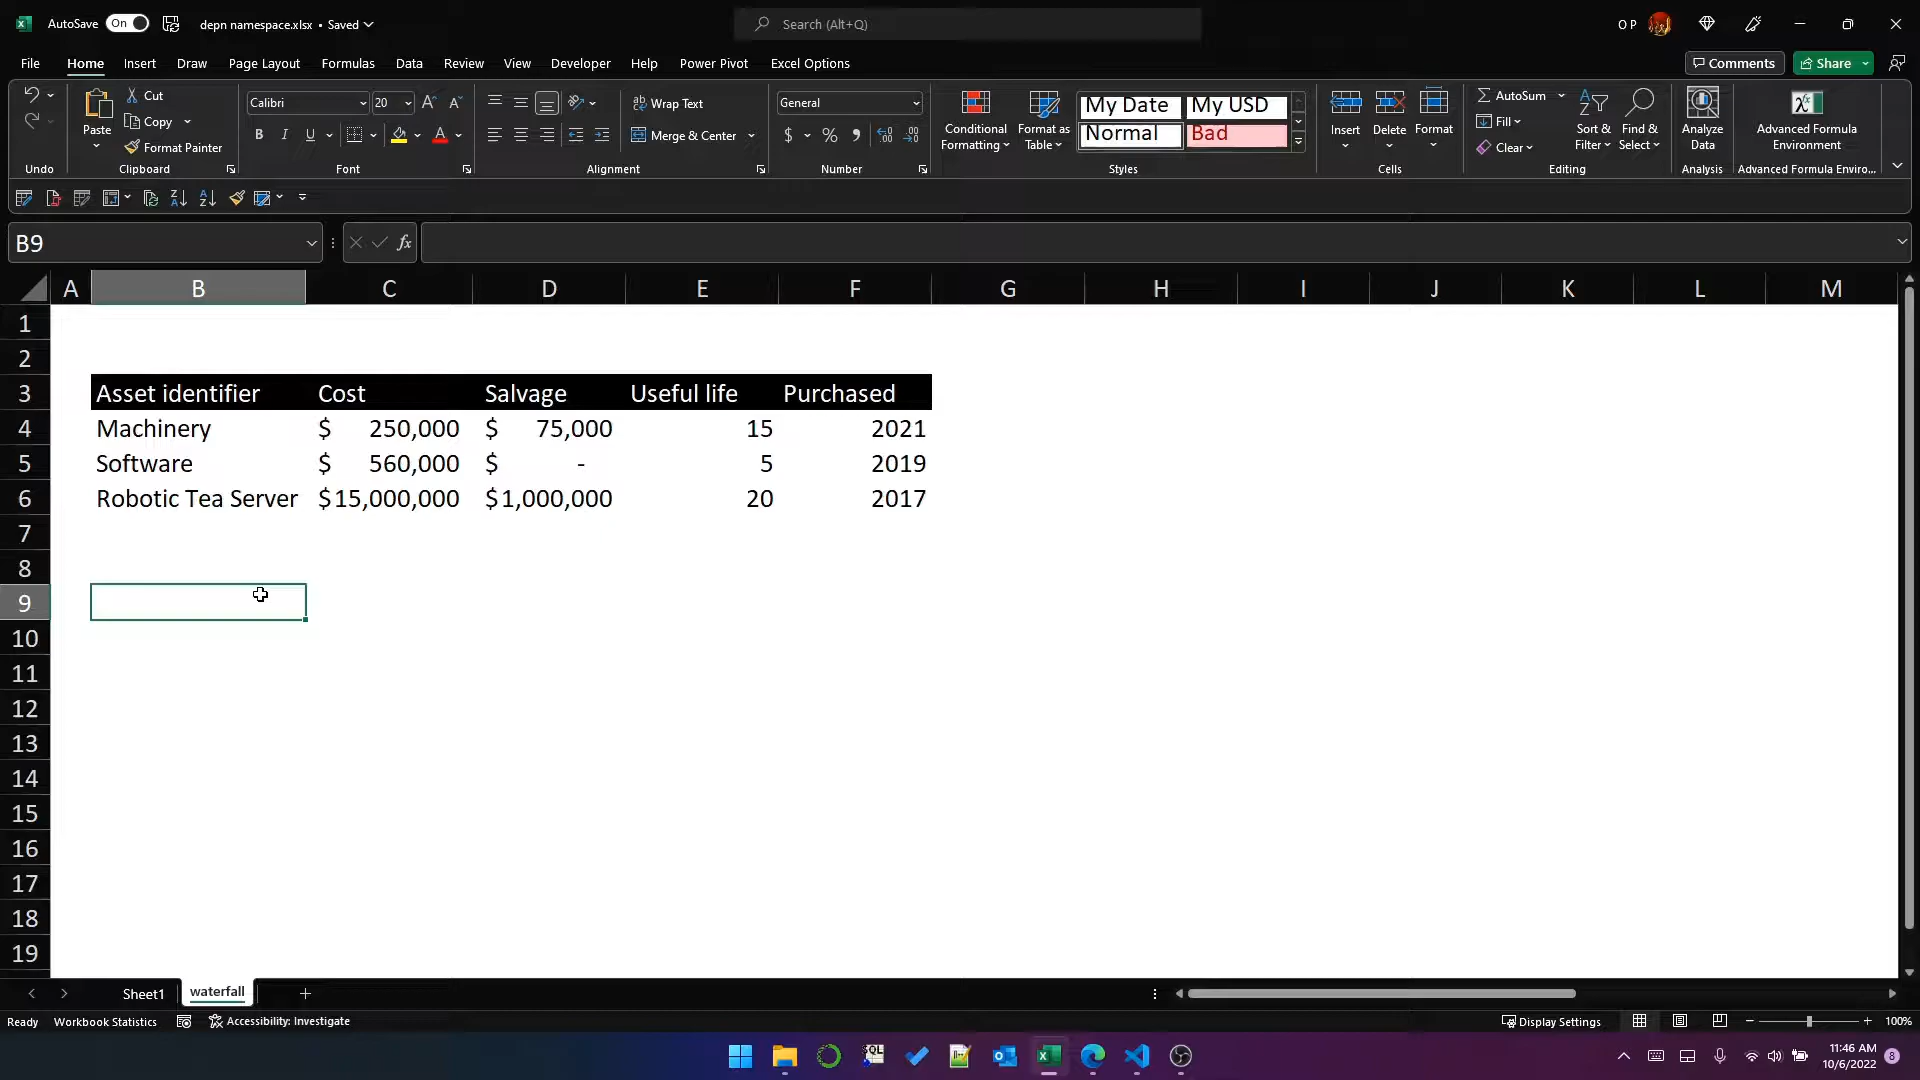 AutoSave On depn namespace.xlsx • Saved Search (Alt+Q) O P
File Home Insert Draw Page Layout Formulas Data Review View Developer Help Power Pivot Excel Options Comments Share
Paste Cut Copy Format Painter
Calibri 20
B I U
Wrap Text
Merge & Center
General
$ %
Conditional Formatting
Format as Table
My Date My USD
Normal Bad
Insert Delete Format
AutoSum
Fill
Clear
Sort & Filter
Find & Select
Analyze Data
Advanced Formula Environment
Undo Clipboard Font Alignment Number Styles Cells Editing Analysis Advanced Formula Enviro...
B9 fx
A B C D E F G H I J K L M
1
2
3 Asset identifier Cost Salvage Useful life Purchased
4 Machinery $ 250,000 $ 75,000 15 2021
5 Software $ 560,000 $ - 5 2019
6 Robotic Tea Server $15,000,000 $1,000,000 20 2017
7
8
9
10
11
12
13
14
15
16
17
18
19
Sheet1 waterfall
Ready Workbook Statistics Accessibility: Investigate Display Settings 100%
11:46 AM
10/6/2022 8